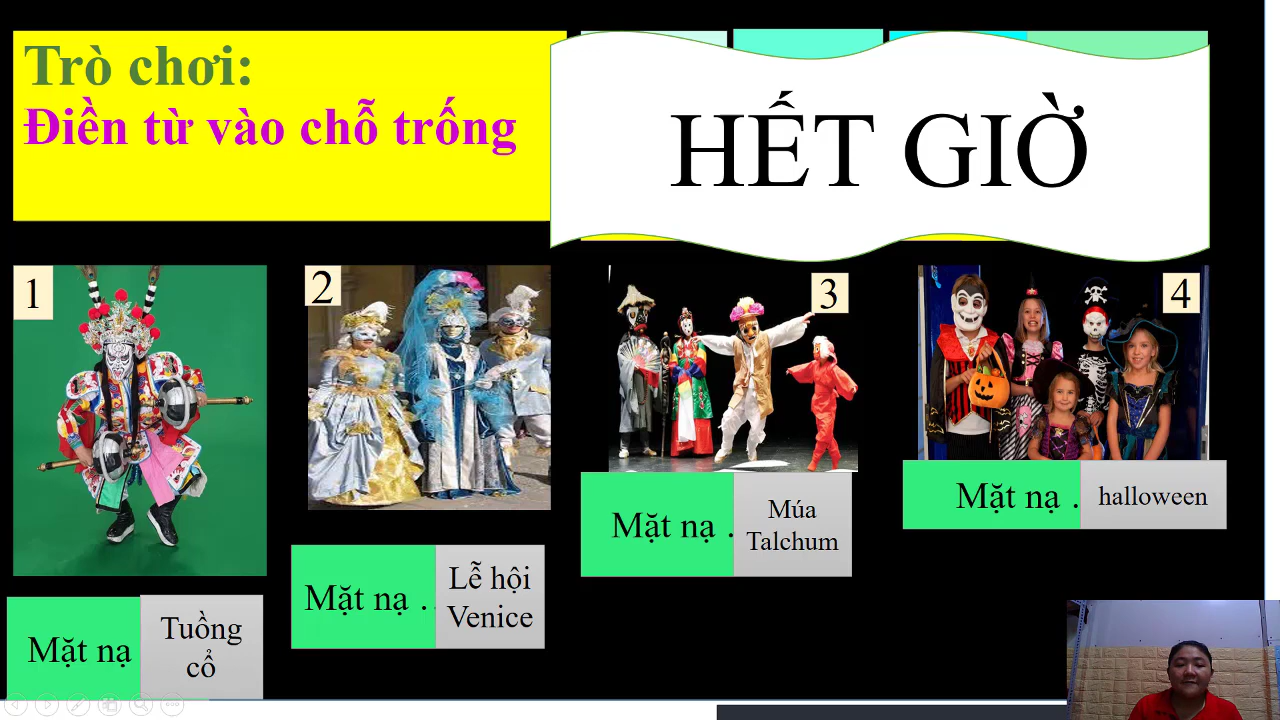 Trò chơi:
Điền từ vào chỗ trống
HẾT GIỜ
1
2
3
4
Mặt nạ . halloween
Mặt nạ . Múa
Talchum
Mặt nạ .. Lễ hội
Venice
Mặt nạ Tuồng
cổ